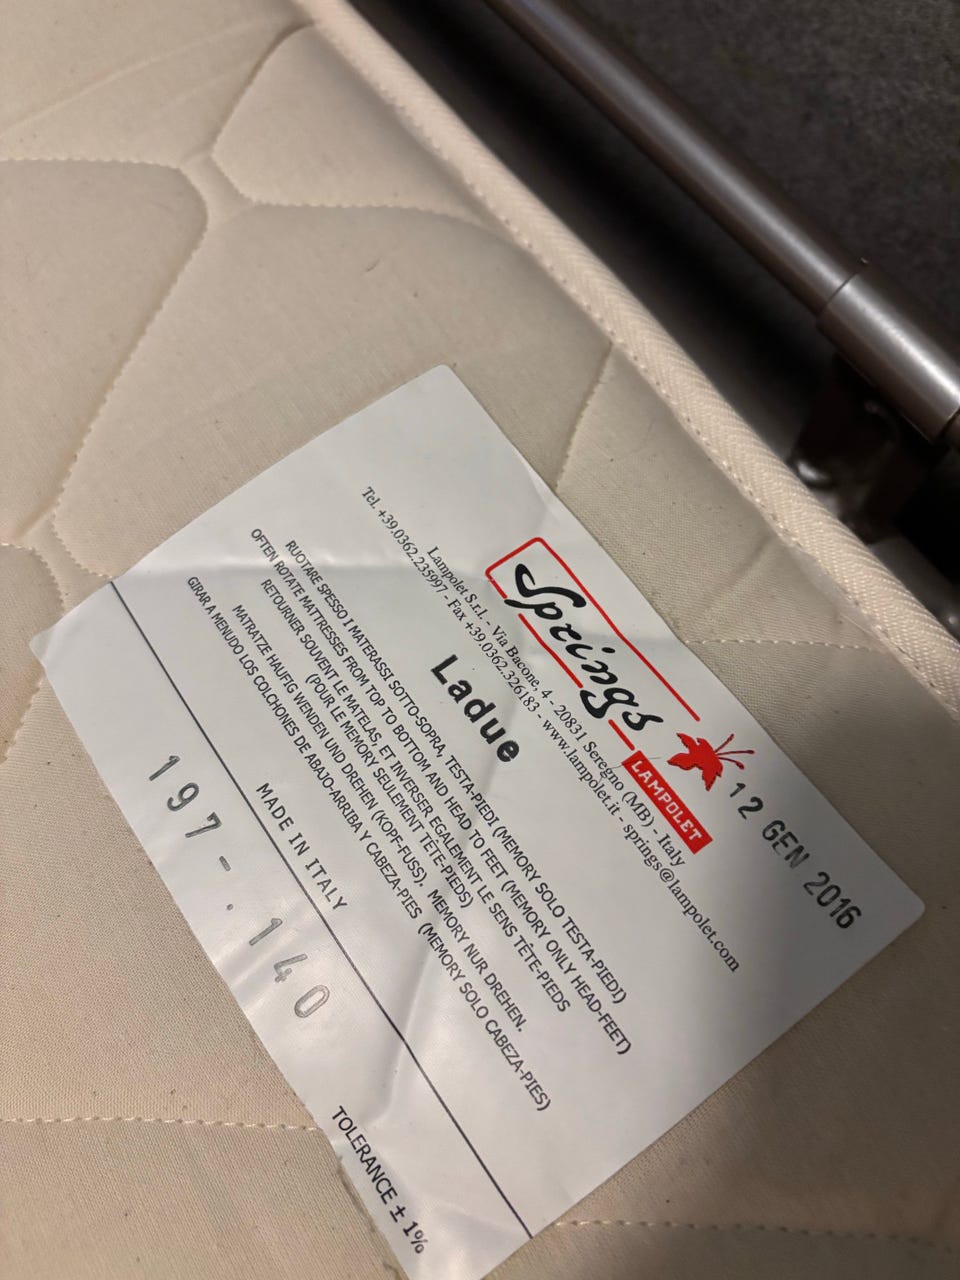 Springs
LAMPOLET
12 GEN 2016
Lampolet S.r.l. - Via Bacone, 4 - 20831 Seregno (MB) - Italy
Tel. +39.0362.235997 - Fax +39.0362.326183 - www.lampolet.it - springs@lampolet.com
Ladue
RUOTARE SPESSO I MATERASSI SOTTO-SOPRA, TESTA-PIEDI (MEMORY SOLO TESTA-PIEDI)
OFTEN ROTATE MATTRESSES FROM TOP TO BOTTOM AND HEAD TO FEET (MEMORY ONLY HEAD-FEET)
RETOURNER SOUVENT LE MATELAS, ET INVERSER EGALEMENT LE SENS TÊTE-PIEDS
(POUR LE MEMORY SEULEMENT TÊTE-PIEDS)
MATRATZE HAUFIG WENDEN UND DREHEN (KOPF-FUSS). MEMORY NUR DREHEN.
GIRAR A MENUDO LOS COLCHONES DE ABAJO-ARRIBA Y CABEZA-PIES (MEMORY SOLO CABEZA-PIES)
MADE IN ITALY
197-.140
TOLERANCE ± 1%